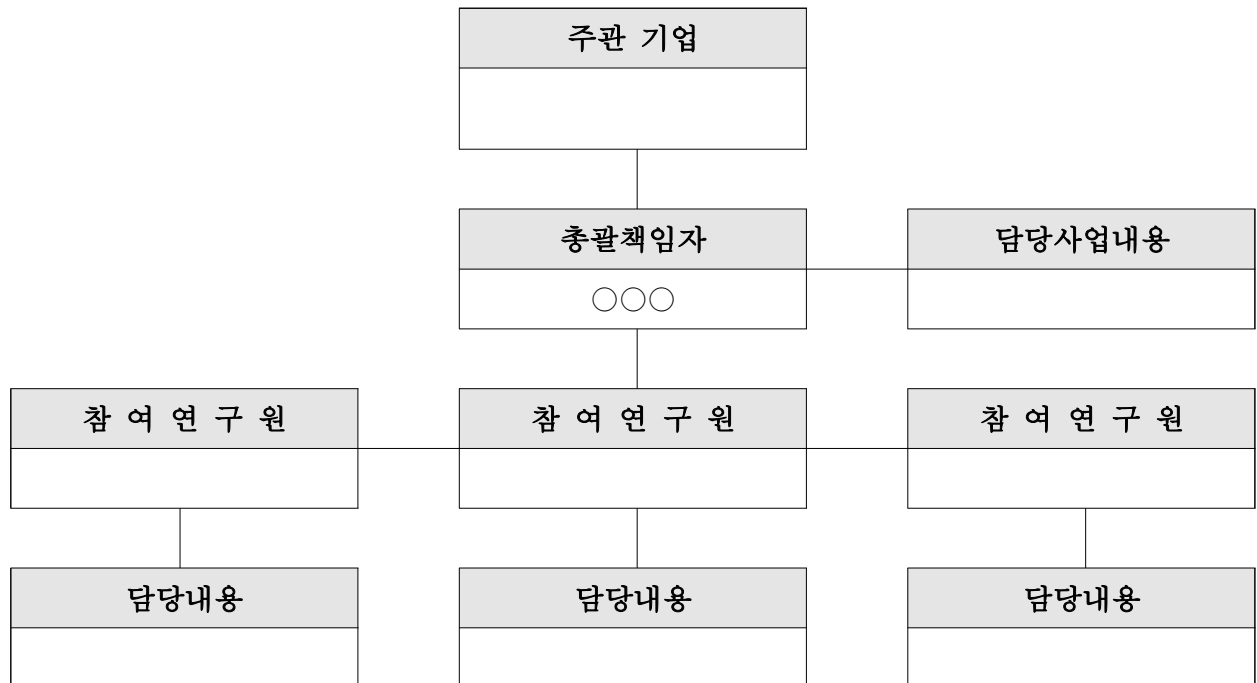 주관 기업
총괄책임자
담당사업내용
○○○
참 여 연 구 원
참 여 연 구 원
참 여 연 구 원
담당내용
담당내용
담당내용